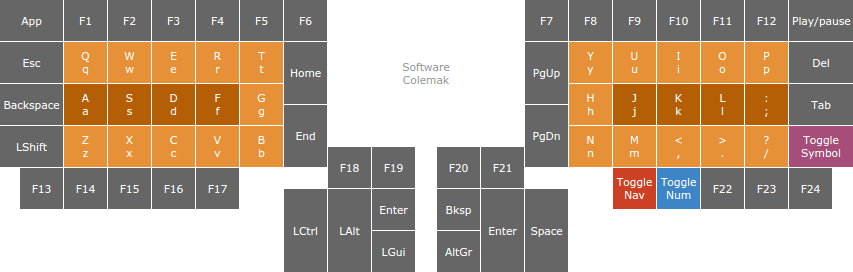 App F1 F2 F3 F4 F5 F6 F7 F8 F9 F10 F11 F12 Play/pause
Esc Q W E R T Home Software PgUp Y U I O P Del
q w e r t Colemak y u i o p
Backspace A S D F G H J K L : Tab
a s d f g h j k l ;
LShift Z X C V B End PgDn N M < > ? Toggle
z x c v b n m , . / Symbol
F13 F14 F15 F16 F17 F18 F19 F20 F21 Toggle Toggle F22 F23 F24
Nav Num
LCtrl LAlt Enter Bksp Enter Space
LGui AltGr